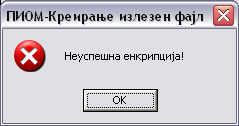 ПИОМ-Креирање излезен фајл
Неуспешна енкрипција!
OK